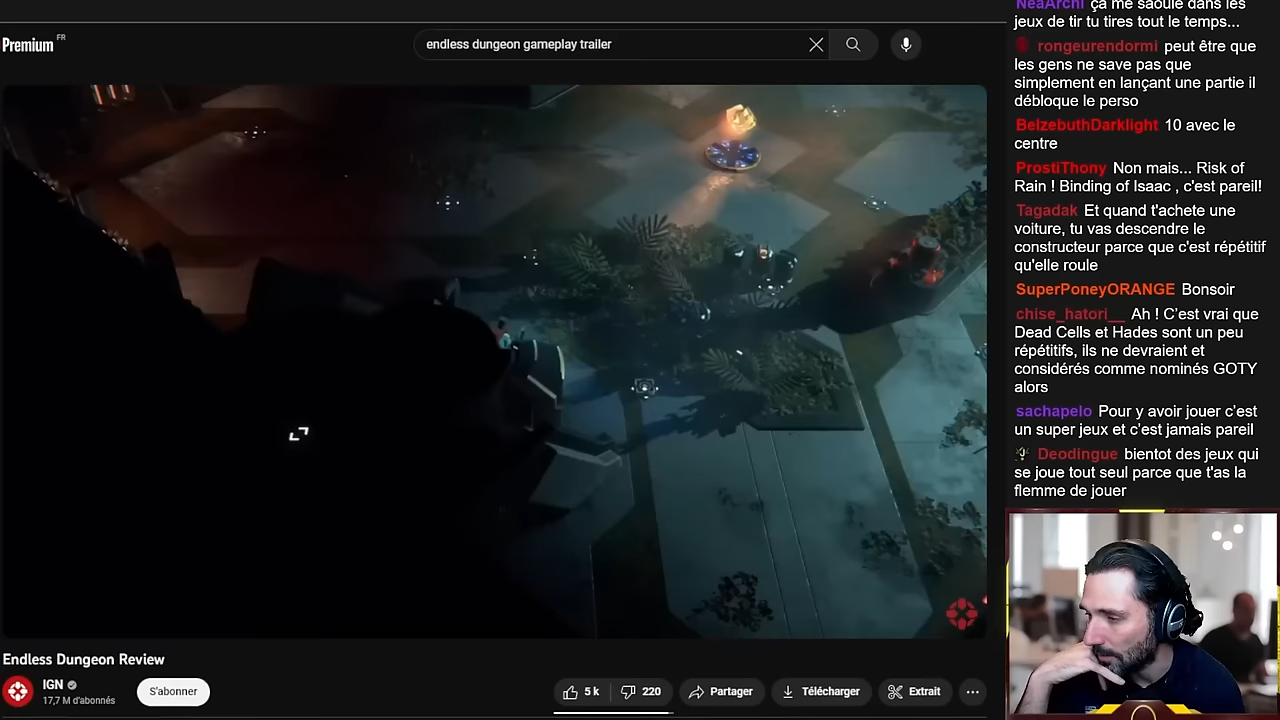 Premium FR
endless dungeon gameplay trailer
Endless Dungeon Review
IGN
17,7 M d'abonnés
S'abonner
5 k
220
Partager
Télécharger
Extrait
NeaArchi ça me saoule dans les
jeux de tir tu tires tout le temps...
rongeurendormi peut être que
les gens ne save pas que
simplement en lançant une partie il
débloque le perso
BelzebuthDarklight 10 avec le
centre
ProstiThony Non mais... Risk of
Rain ! Binding of Isaac , c'est pareil!
Tagadak Et quand t'achete une
voiture, tu vas descendre le
constructeur parce que c'est répétitif
qu'elle roule
SuperPoneyORANGE Bonsoir
chise_hatori__ Ah ! C'est vrai que
Dead Cells et Hades sont un peu
répétitifs, ils ne devraient et
considérés comme nominés GOTY
alors
sachapelo Pour y avoir jouer c'est
un super jeux et c'est jamais pareil
Deodingue bientot des jeux qui
se joue tout seul parce que t'as la
flemme de jouer